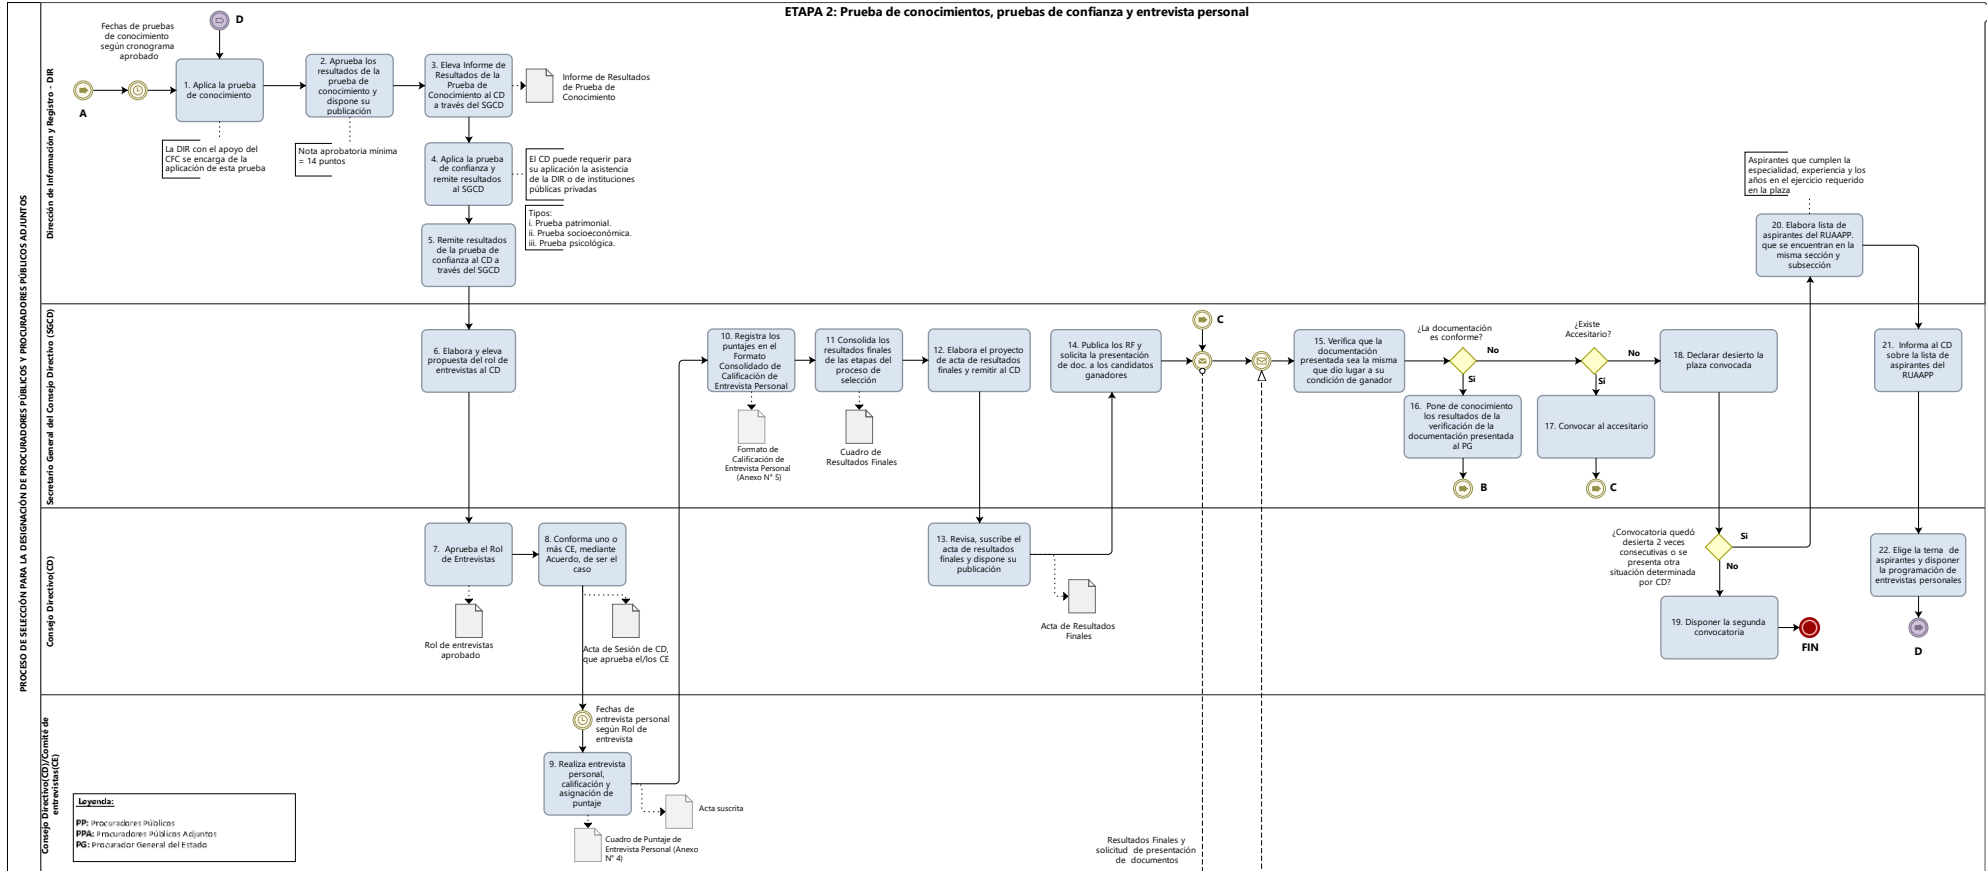 ETAPA 2: Prueba de conocimientos, pruebas de confianza y entrevista personal
PROCESO DE SELECCIÓN PARA LA DESIGNACIÓN DE PROCURADORES PÚBLICOS Y PROCURADORES PÚBLICOS ADJUNTOS
Dirección de Información y Registro - DIR
Fechas de pruebas
de conocimiento
según cronograma
aprobado
D
A
1. Aplica la prueba
de conocimiento
La DIR con el apoyo del
CFC se encarga de la
aplicación de esta prueba
2. Aprueba los
resultados de la
prueba de
conocimiento y
dispone su
publicación
Nota aprobatoria mínima
= 14 puntos
3. Eleva Informe de
Resultados de la
Prueba de
Conocimiento al CD
a través del SGCD
Informe de Resultados
de Prueba de
Conocimiento
4. Aplica la prueba
de confianza y
remite resultados
al SGCD
El CD puede requerir para
su aplicación la asistencia
de la DIR o de instituciones
públicas privadas
Tipos:
i. Prueba patrimonial.
ii. Prueba socioeconómica.
iii. Prueba psicológica.
5. Remite resultados
de la prueba de
confianza al CD a
través del SGCD
Aspirantes que cumplen la
especialidad, experiencia y los
años en el ejercicio requerido
en la plaza
20. Elabora lista de
aspirantes del RUAAPP.
que se encuentran en la
misma sección y
subsección
Secretario General del Consejo Directivo (SGCD)
6. Elabora y eleva
propuesta del rol de
entrevistas al CD
10. Registra los
puntajes en el
Formato
Consolidado de
Calificación de
Entrevista Personal
Formato de
Calificación de
Entrevista Personal
(Anexo N° 5)
11 Consolida los
resultados finales
de las etapas del
proceso de
selección
Cuadro de
Resultados Finales
12. Elabora el proyecto
de acta de resultados
finales y remitir al CD
14. Publica los RF y
solicita la presentación
de doc. a los candidatos
ganadores
C
15. Verifica que la
documentación
presentada sea la misma
que dio lugar a su
condición de ganador
¿La documentación
es conforme?
No
Si
16. Pone de conocimiento
los resultados de la
verificación de la
documentación presentada
al PG
B
¿Existe
Accesitario?
No
Si
17. Convocar al accesitario
C
18. Declarar desierto la
plaza convocada
21. Informa al CD
sobre la lista de
aspirantes del
RUAAPP
Consejo Directivo(CD)
7. Aprueba el Rol
de Entrevistas
Rol de entrevistas
aprobado
8. Conforma uno o
más CE, mediante
Acuerdo, de ser el
caso
Acta de Sesión de CD,
que aprueba el/los CE
13. Revisa, suscribe el
acta de resultados
finales y dispone su
publicación
Acta de Resultados
Finales
¿Convocatoria quedó
desierta 2 veces
consecutivas o se
presenta otra
situación determinada
por CD?
Si
No
19. Disponer la segunda
convocatoria
FIN
22. Elige la terna de
aspirantes y disponer
la programación de
entrevistas personales
D
Consejo Directivo(CD)/Comité de
entrevistas(CE)
Fechas de
entrevista personal
según Rol de
entrevista
9. Realiza entrevista
personal,
calificación y
asignación de
puntaje
Acta suscrita
Cuadro de Puntaje de
Entrevista Personal (Anexo
N° 4)
Resultados Finales y
solicitud de presentación
de documentos
Leyenda:
PP: Procuradores Públicos
PPA: Procuradores Públicos Adjuntos
PG: Procurador General del Estado